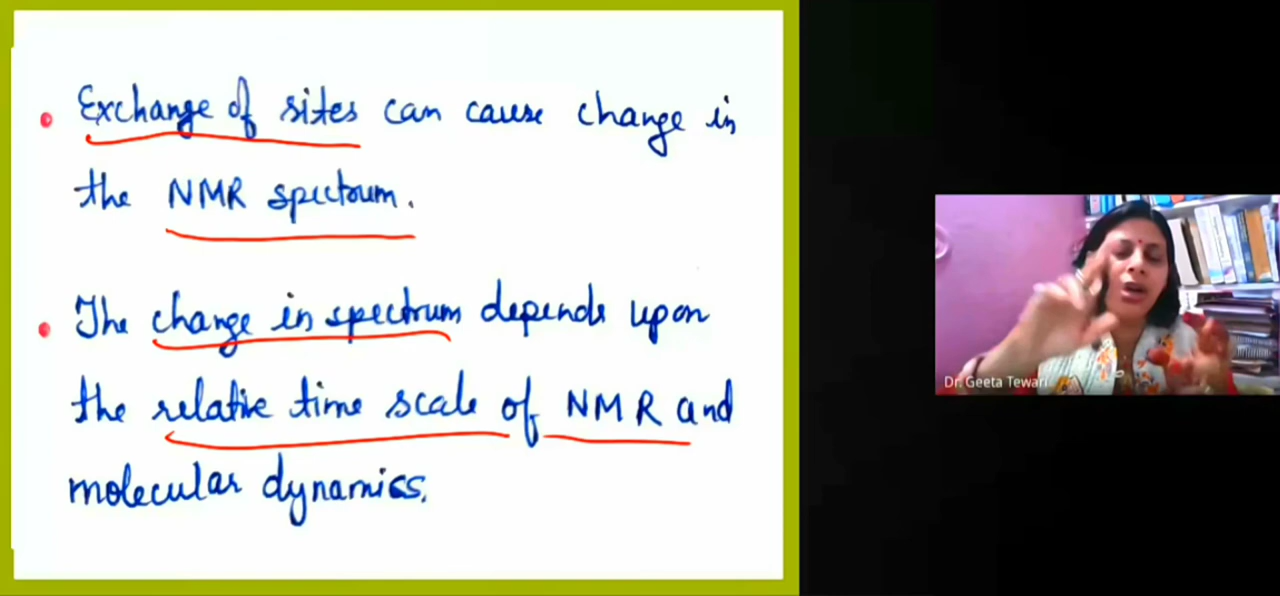 Exchange of sites can cause change in
the NMR spectrum.
The change in spectrum depends upon
the relative time scale of NMR and
molecular dynamics.
Dr. Geeta Tewari